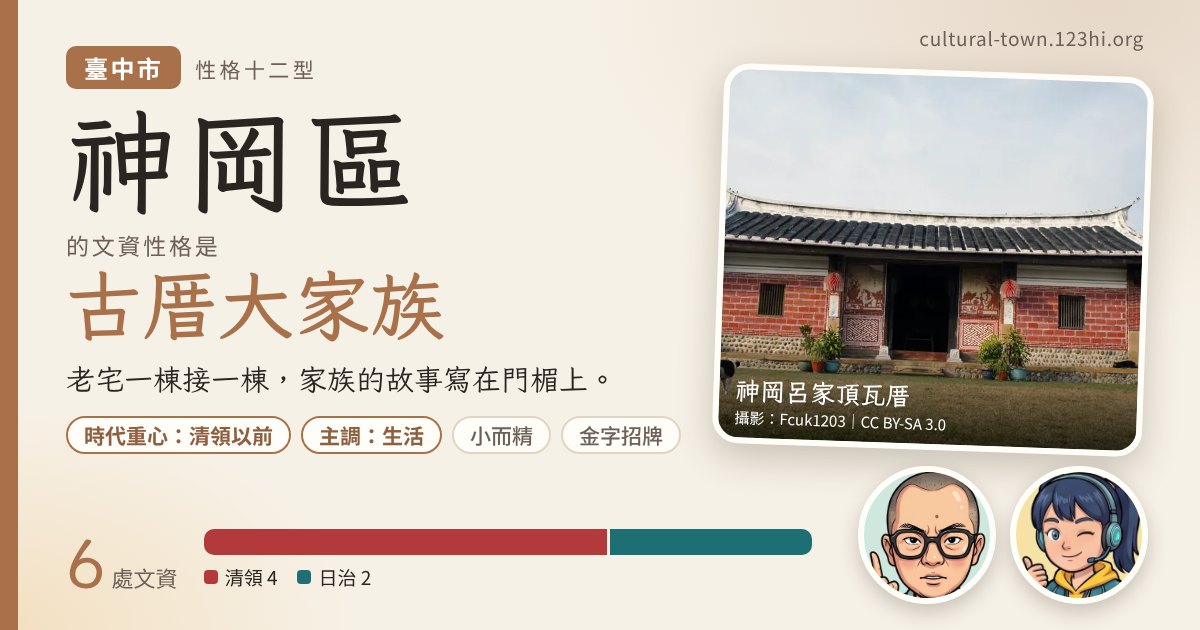 cultural-town.123hi.org
臺中市 性格十二型
神岡區
的文資性格是
古厝大家族
老宅一棟接一棟，家族的故事寫在門楣上。
時代重心：清領以前 主調：生活 小而精 金字招牌
神岡呂家頂瓦厝
攝影：Fcuk1203｜CC BY-SA 3.0
6 處文資
清領 4 日治 2